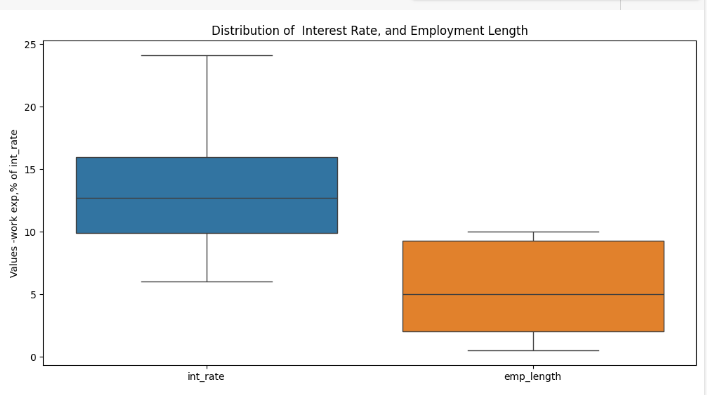 Distribution of  Interest Rate, and Employment Length
Values -work exp,% of int_rate
25
20
15
10
5
0
int_rate
emp_length